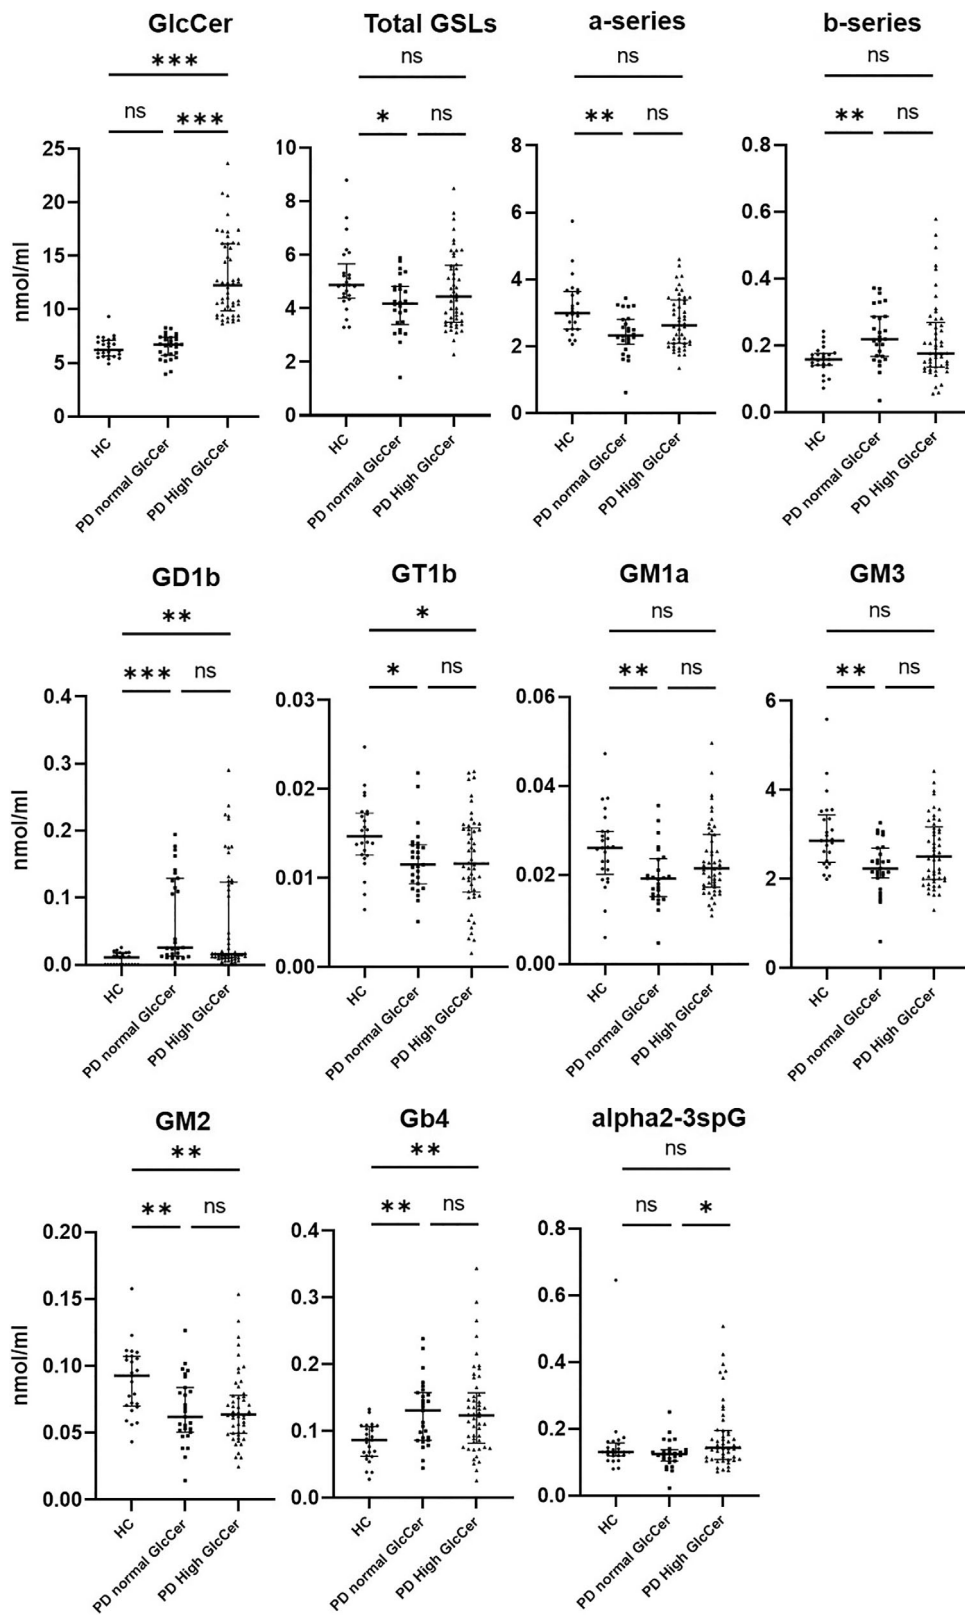 GlcCer
Total GSLs
a-series
b-series
***
ns
ns
ns
ns
***
*
ns
**
ns
**
ns
nmol/ml
25
20
15
10
5
0
HC
PD normal GlcCer
PD High GlcCer
10
8
6
4
2
0
HC
PD normal GlcCer
PD High GlcCer
8
6
4
2
0
HC
PD normal GlcCer
PD High GlcCer
0.8
0.6
0.4
0.2
0.0
HC
PD normal GlcCer
PD High GlcCer
GD1b
GT1b
GM1a
GM3
**
*
ns
ns
***
ns
*
ns
**
ns
**
ns
nmol/ml
0.4
0.3
0.2
0.1
0.0
HC
PD normal GlcCer
PD High GlcCer
0.03
0.02
0.01
0.00
HC
PD normal GlcCer
PD High GlcCer
0.06
0.04
0.02
0.00
HC
PD normal GlcCer
PD High GlcCer
6
4
2
0
HC
PD normal GlcCer
PD High GlcCer
GM2
Gb4
alpha2-3spG
**
**
ns
**
ns
**
ns
ns
*
nmol/ml
0.20
0.15
0.10
0.05
0.00
HC
PD normal GlcCer
PD High GlcCer
0.4
0.3
0.2
0.1
0.0
HC
PD normal GlcCer
PD High GlcCer
0.8
0.6
0.4
0.2
0.0
HC
PD normal GlcCer
PD High GlcCer